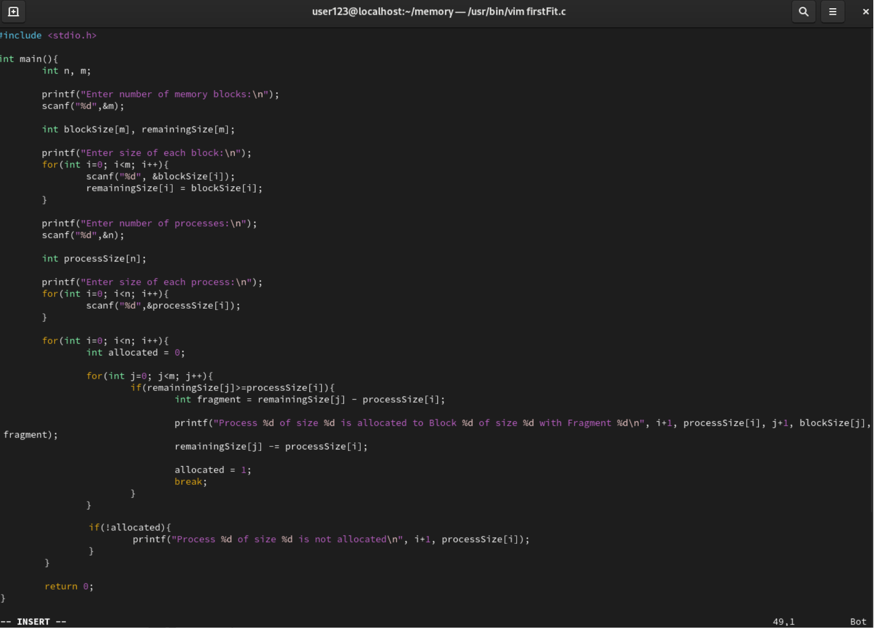 user123@localhost:~/memory — /usr/bin/vim firstFit.c
#include <stdio.h>
int main(){
        int n, m;
        printf("Enter number of memory blocks:\n");
        scanf("%d",&m);
        int blockSize[m], remainingSize[m];
        printf("Enter size of each block:\n");
        for(int i=0; i<m; i++){
                scanf("%d", &blockSize[i]);
                remainingSize[i] = blockSize[i];
        }
        printf("Enter number of processes:\n");
        scanf("%d",&n);
        int processSize[n];
        printf("Enter size of each process:\n");
        for(int i=0; i<n; i++){
                scanf("%d",&processSize[i]);
        }
        for(int i=0; i<n; i++){
                int allocated = 0;
                for(int j=0; j<m; j++){
                        if(remainingSize[j]>=processSize[i]){
                                int fragment = remainingSize[j] - processSize[i];
                                printf("Process %d of size %d is allocated to Block %d of size %d with Fragment %d\n", i+1, processSize[i], j+1, blockSize[j],
fragment);
                                remainingSize[j] -= processSize[i];
                                allocated = 1;
                                break;
                        }
                }
                if(!allocated){
                        printf("Process %d of size %d is not allocated\n", i+1, processSize[i]);
                }
        }
        return 0;
}
-- INSERT -- 49,1 Bot